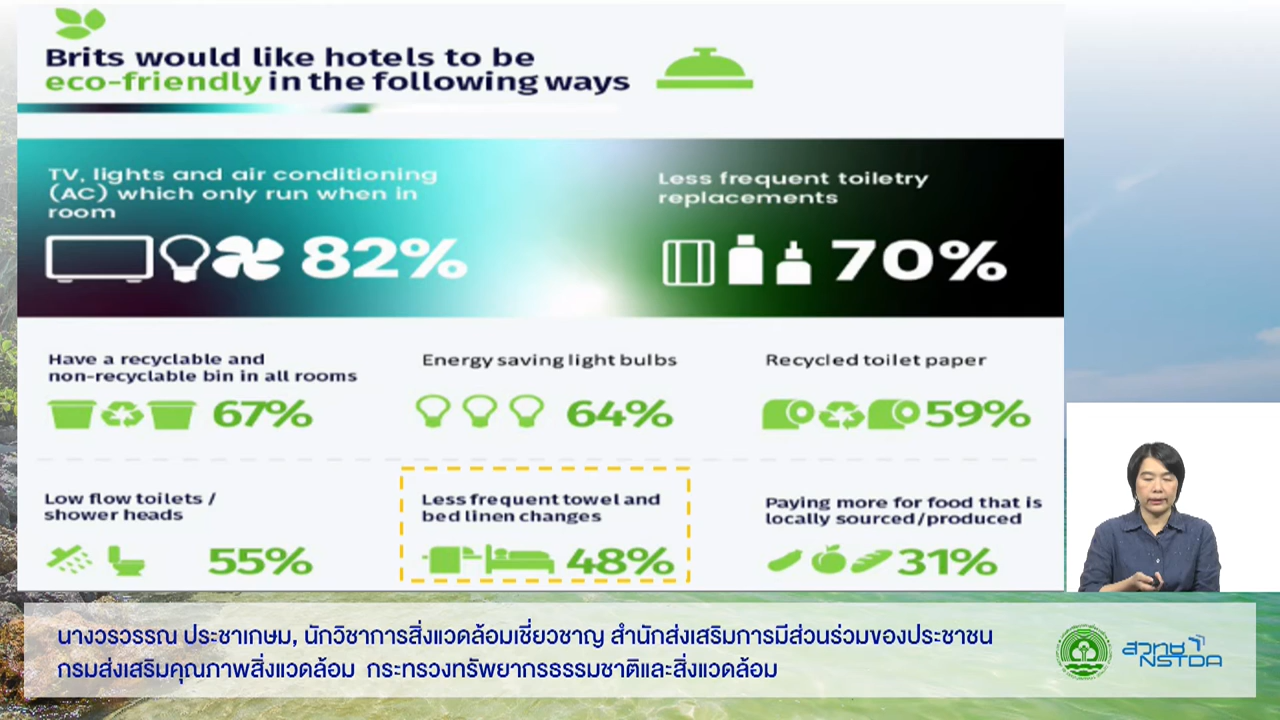 Brits would like hotels to be
eco-friendly in the following ways
TV, lights and air conditioning
(AC) which only run when in
room
82%
Less frequent toiletry
replacements
70%
Have a recyclable and
non-recyclable bin in all rooms
67%
Energy saving light bulbs
64%
Recycled toilet paper
59%
Low flow toilets /
shower heads
55%
Less frequent towel and
bed linen changes
48%
Paying more for food that is
locally sourced/produced
31%
นางวรวรรณ ประชาเกษม, นักวิชาการสิ่งแวดล้อมเชี่ยวชาญ สำนักส่งเสริมการมีส่วนร่วมของประชาชน
กรมส่งเสริมคุณภาพสิ่งแวดล้อม กระทรวงทรัพยากรธรรมชาติและสิ่งแวดล้อม
สวทช
NSTDA